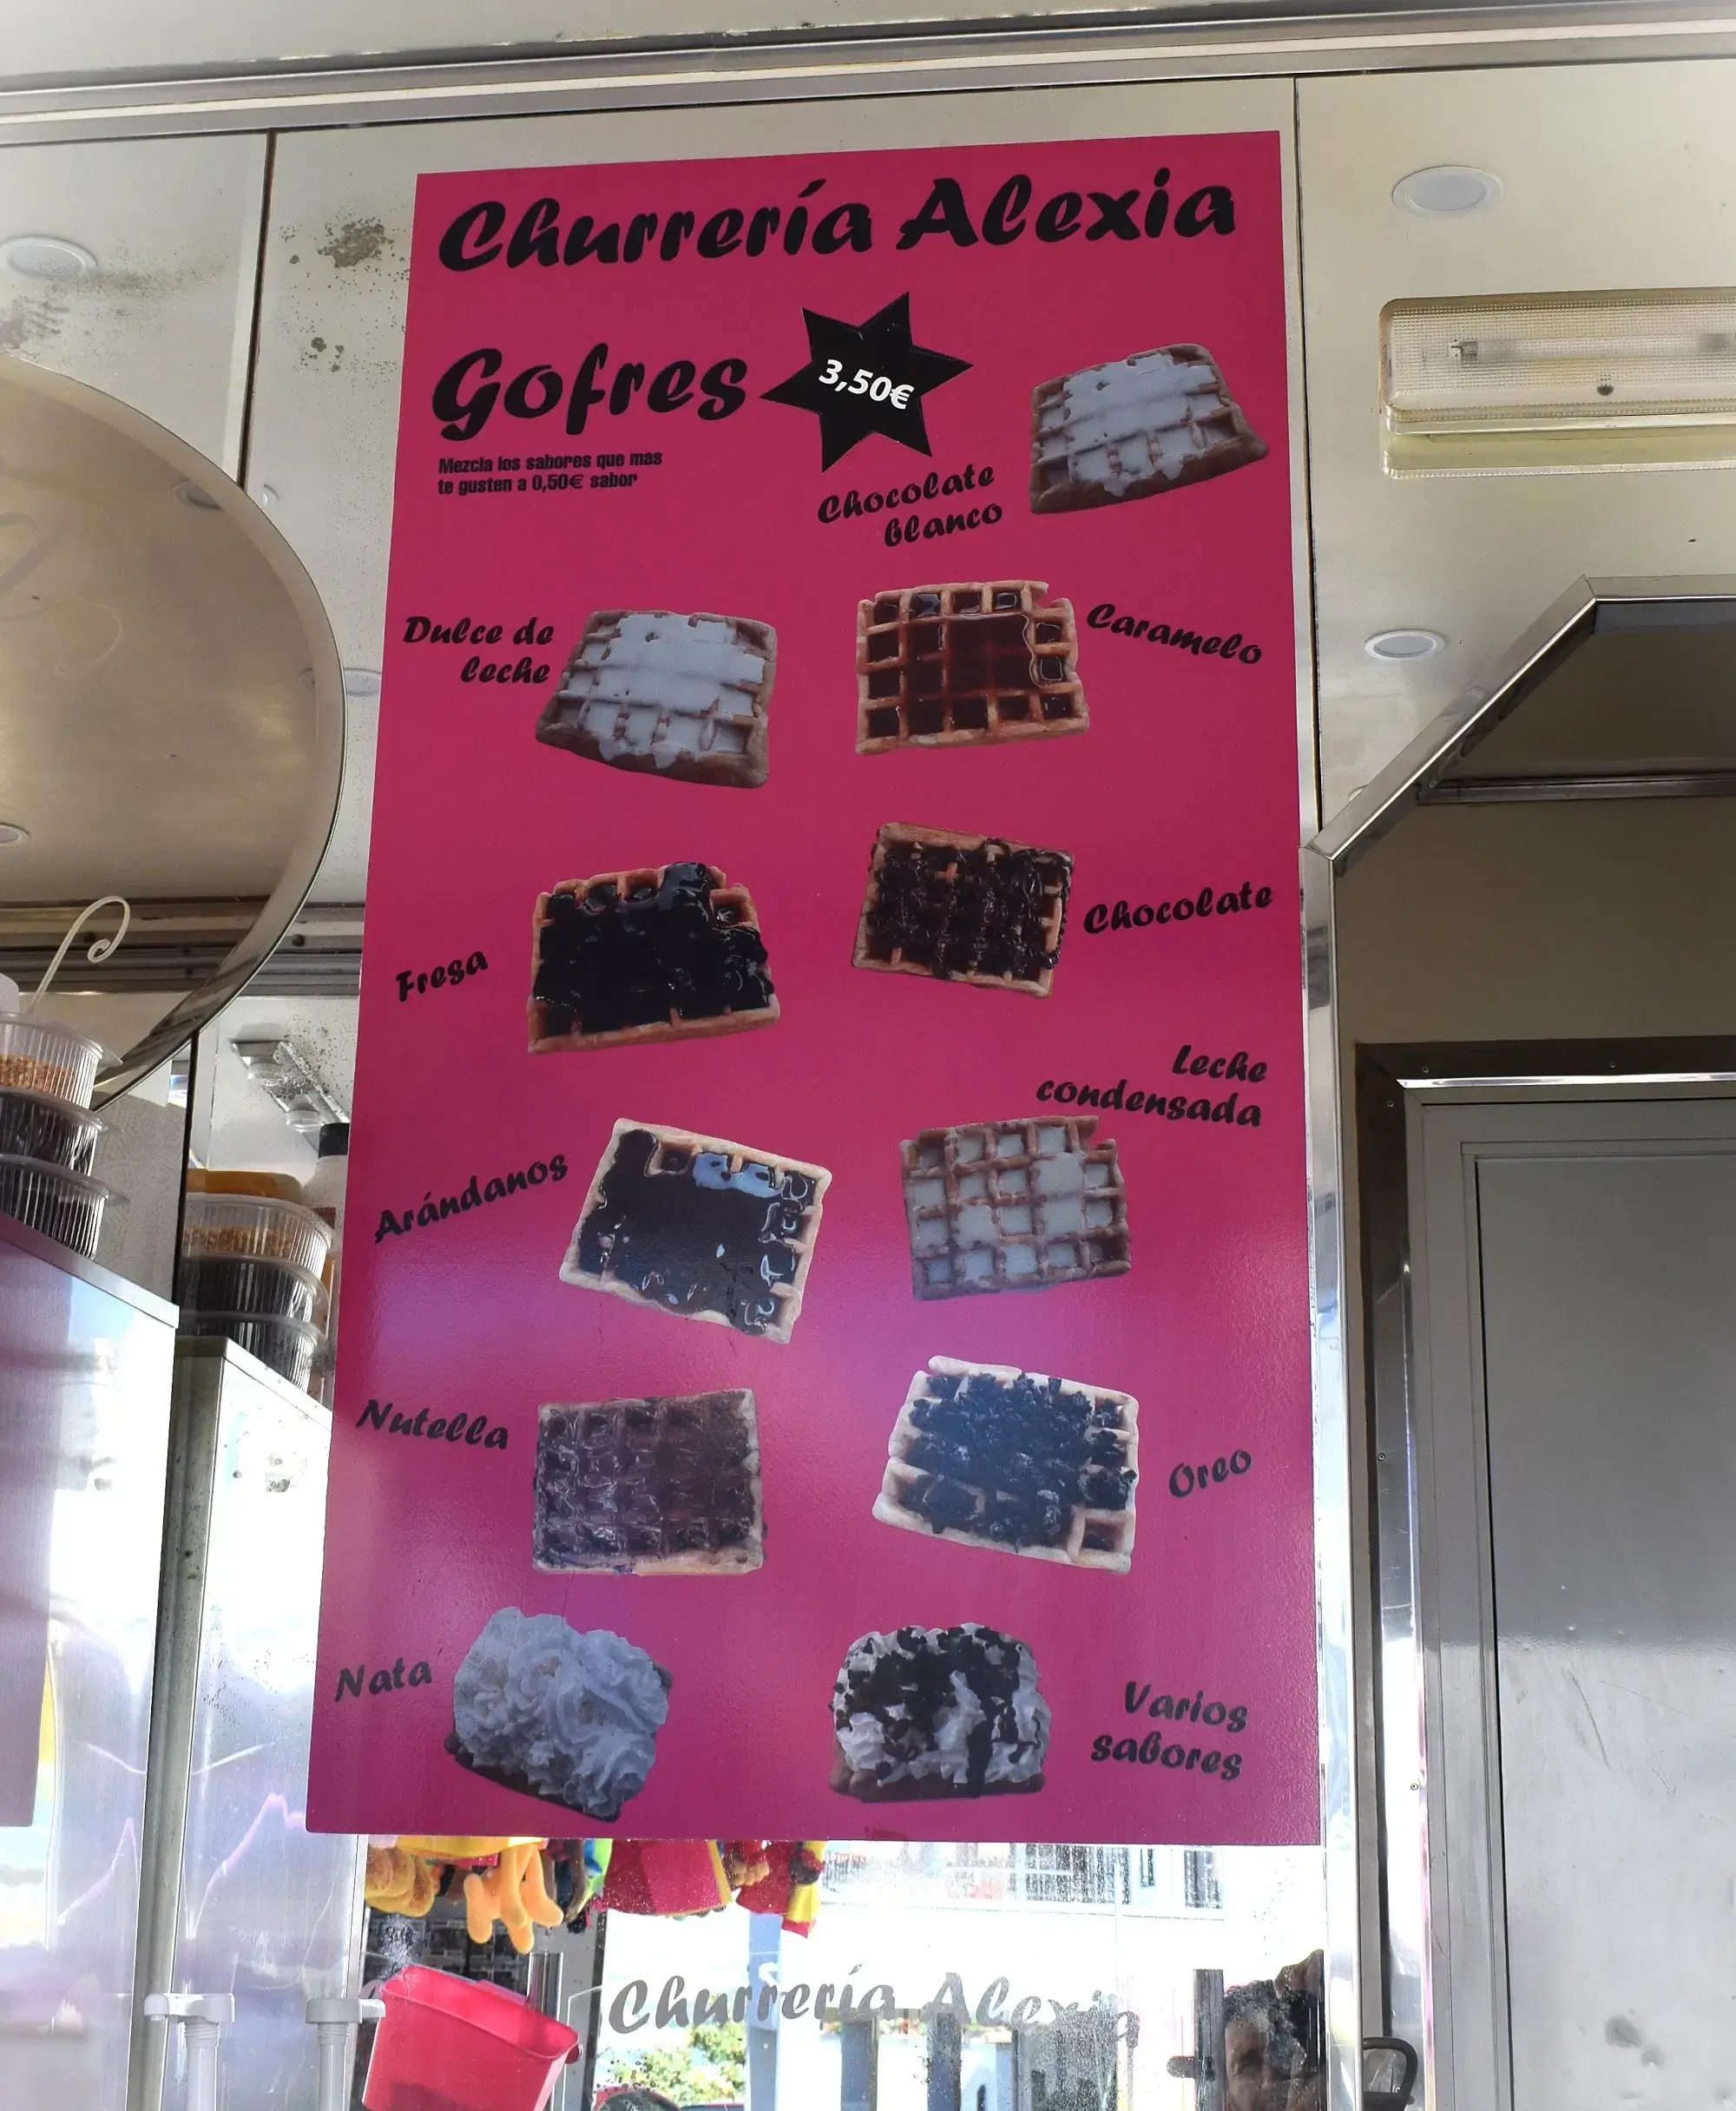 Churrería Alexia
Gofres
3,50€
Mezcla los sabores que mas
te gusten a 0,50€ sabor
Chocolate
blanco
Dulce de
leche
Caramelo
Fresa
Chocolate
Leche
condensada
Arándanos
Nutella
Oreo
Nata
Varios
sabores
Churrería Alexia